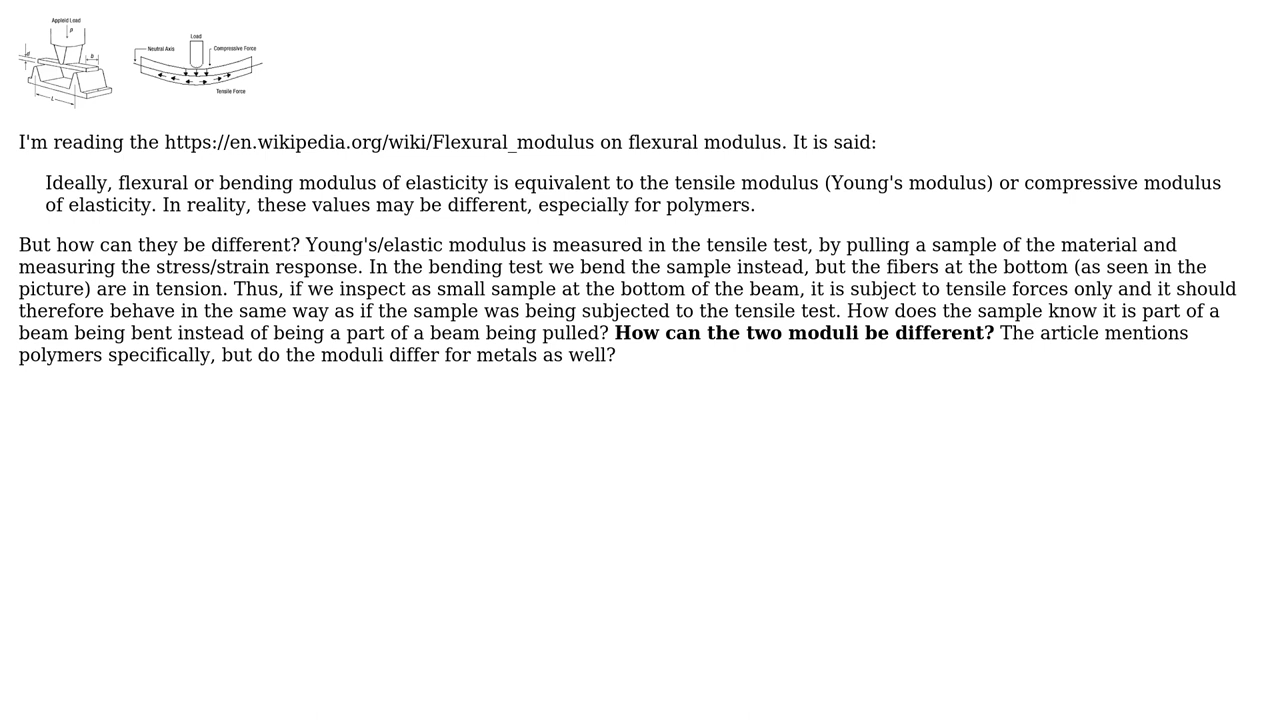 Appleid Load
P
d
B
L
Load
Neutral Axis
Compressive Force
Tensile Force
I'm reading the https://en.wikipedia.org/wiki/Flexural_modulus on flexural modulus. It is said:
Ideally, flexural or bending modulus of elasticity is equivalent to the tensile modulus (Young's modulus) or compressive modulus
of elasticity. In reality, these values may be different, especially for polymers.
But how can they be different? Young's/elastic modulus is measured in the tensile test, by pulling a sample of the material and
measuring the stress/strain response. In the bending test we bend the sample instead, but the fibers at the bottom (as seen in the
picture) are in tension. Thus, if we inspect as small sample at the bottom of the beam, it is subject to tensile forces only and it should
therefore behave in the same way as if the sample was being subjected to the tensile test. How does the sample know it is part of a
beam being bent instead of being a part of a beam being pulled? How can the two moduli be different? The article mentions
polymers specifically, but do the moduli differ for metals as well?